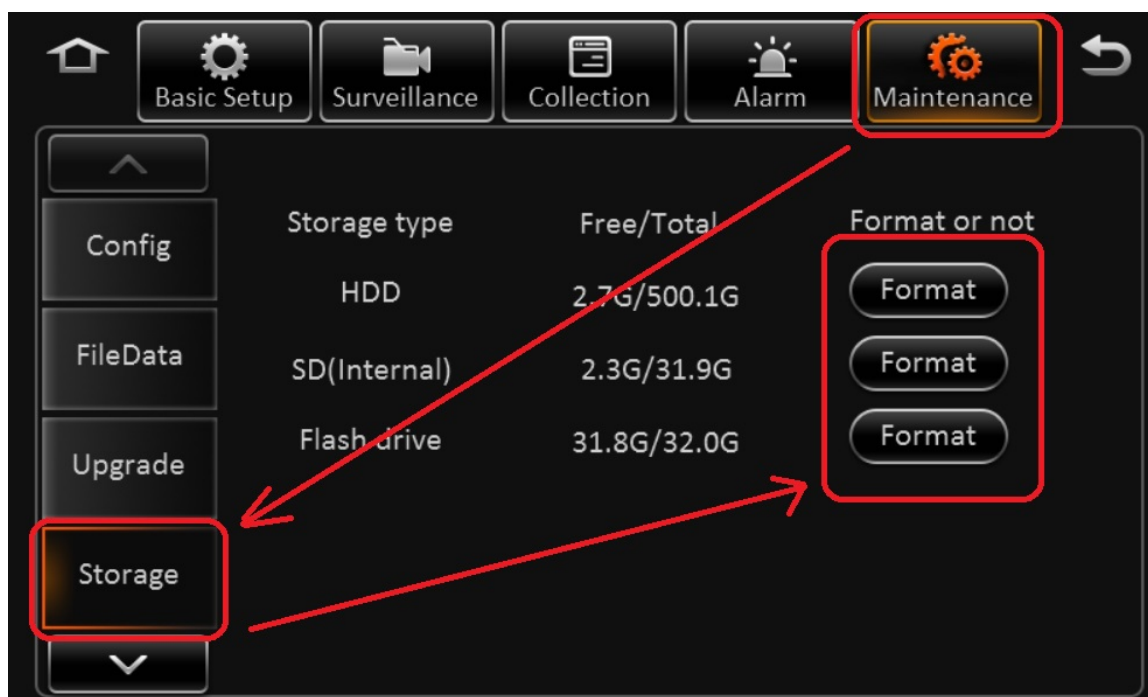 Basic Setup Surveillance Collection Alarm Maintenance
Config
FileData
Upgrade
Storage
Storage type Free/Total Format or not
HDD 2.7G/500.1G Format
SD(Internal) 2.3G/31.9G Format
Flash drive 31.8G/32.0G Format